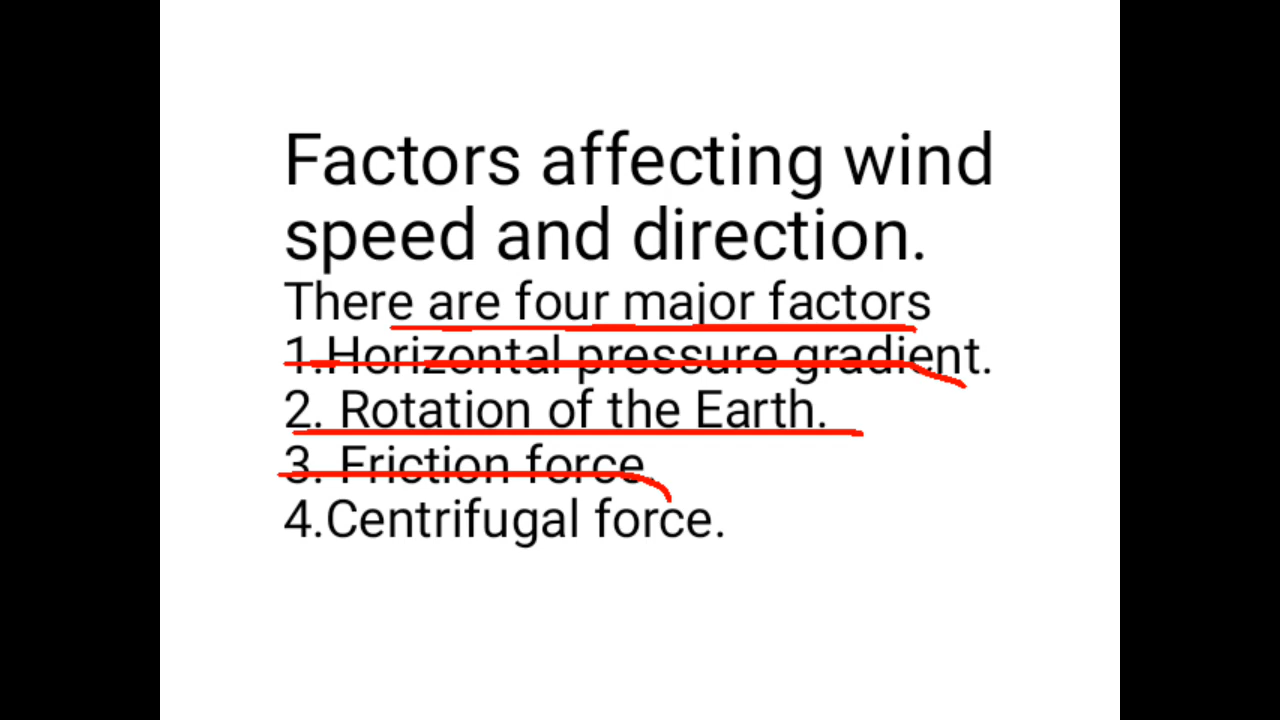 Factors affecting wind
speed and direction.
There are four major factors
1.Horizontal pressure gradient.
2. Rotation of the Earth.
3. Friction force.
4.Centrifugal force.